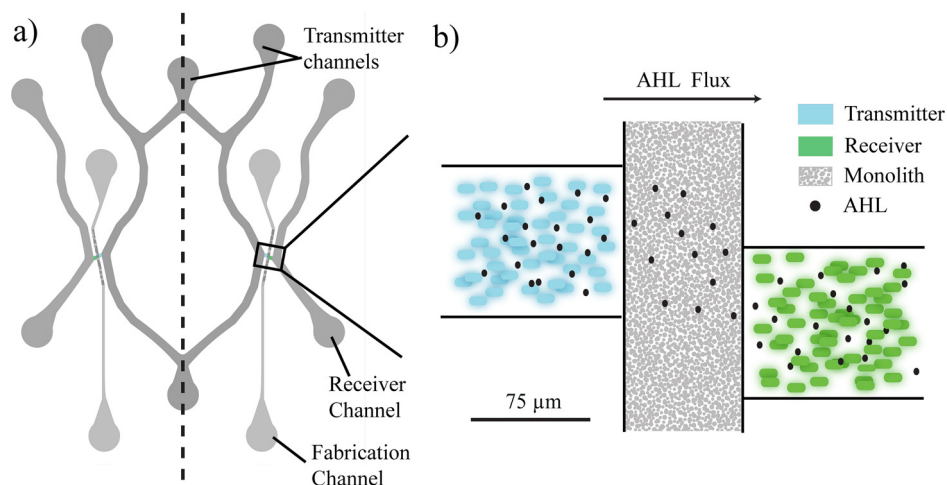 a)
Transmitter
channels
Receiver
Channel
Fabrication
Channel
b)
AHL Flux
Transmitter
Receiver
Monolith
AHL
75 µm